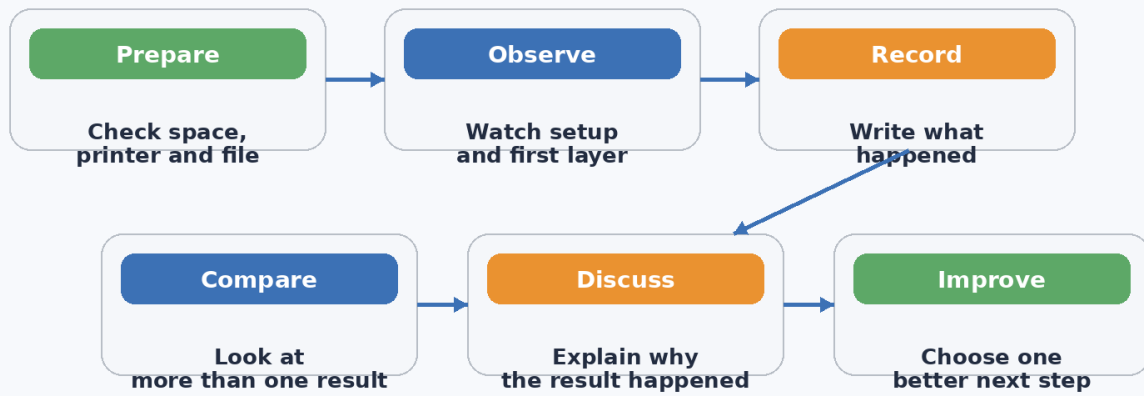 Prepare
Check space,
printer and file
Observe
Watch setup
and first layer
Record
Write what
happened
Compare
Look at
more than one result
Discuss
Explain why
the result happened
Improve
Choose one
better next step